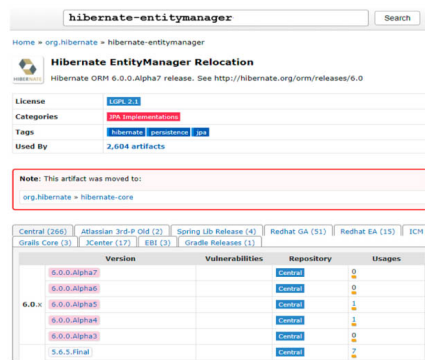 hibernate-entitymanager
Search
Home » org.hibernate » hibernate-entitymanager
HIBERNATE
Hibernate EntityManager Relocation
Hibernate ORM 6.0.0.Alpha7 release. See http://hibernate.org/orm/releases/6.0
License LGPL 2.1
Categories JPA Implementations
Tags hibernate persistence jpa
Used By 2,604 artifacts
Note: This artifact was moved to:
org.hibernate » hibernate-core
Central (266) Atlassian 3rd-P Old (2) Spring Lib Release (4) Redhat GA (51) Redhat EA (15) ICM
Grails Core (3) JCenter (17) EBI (3) Gradle Releases (1)
Version Vulnerabilities Repository Usages
6.0.0.Alpha7 Central 0
6.0.0.Alpha6 Central 0
6.0.x 6.0.0.Alpha5 Central 1
6.0.0.Alpha4 Central 1
6.0.0.Alpha3 Central 0
5.6.5.Final Central 7